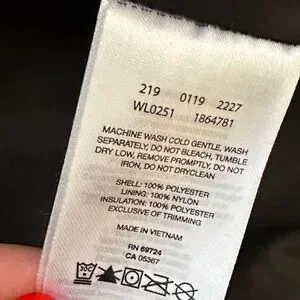 219 0119 2227
WL0251 1864781
MACHINE WASH COLD GENTLE, WASH
SEPARATELY, DO NOT BLEACH, TUMBLE
DRY LOW, REMOVE PROMPTLY, DO NOT
IRON, DO NOT DRYCLEAN
SHELL: 100% POLYESTER
LINING: 100% NYLON
INSULATION: 100% POLYESTER
EXCLUSIVE OF TRIMMING
MADE IN VIETNAM
RN 69724
CA 05367
30C